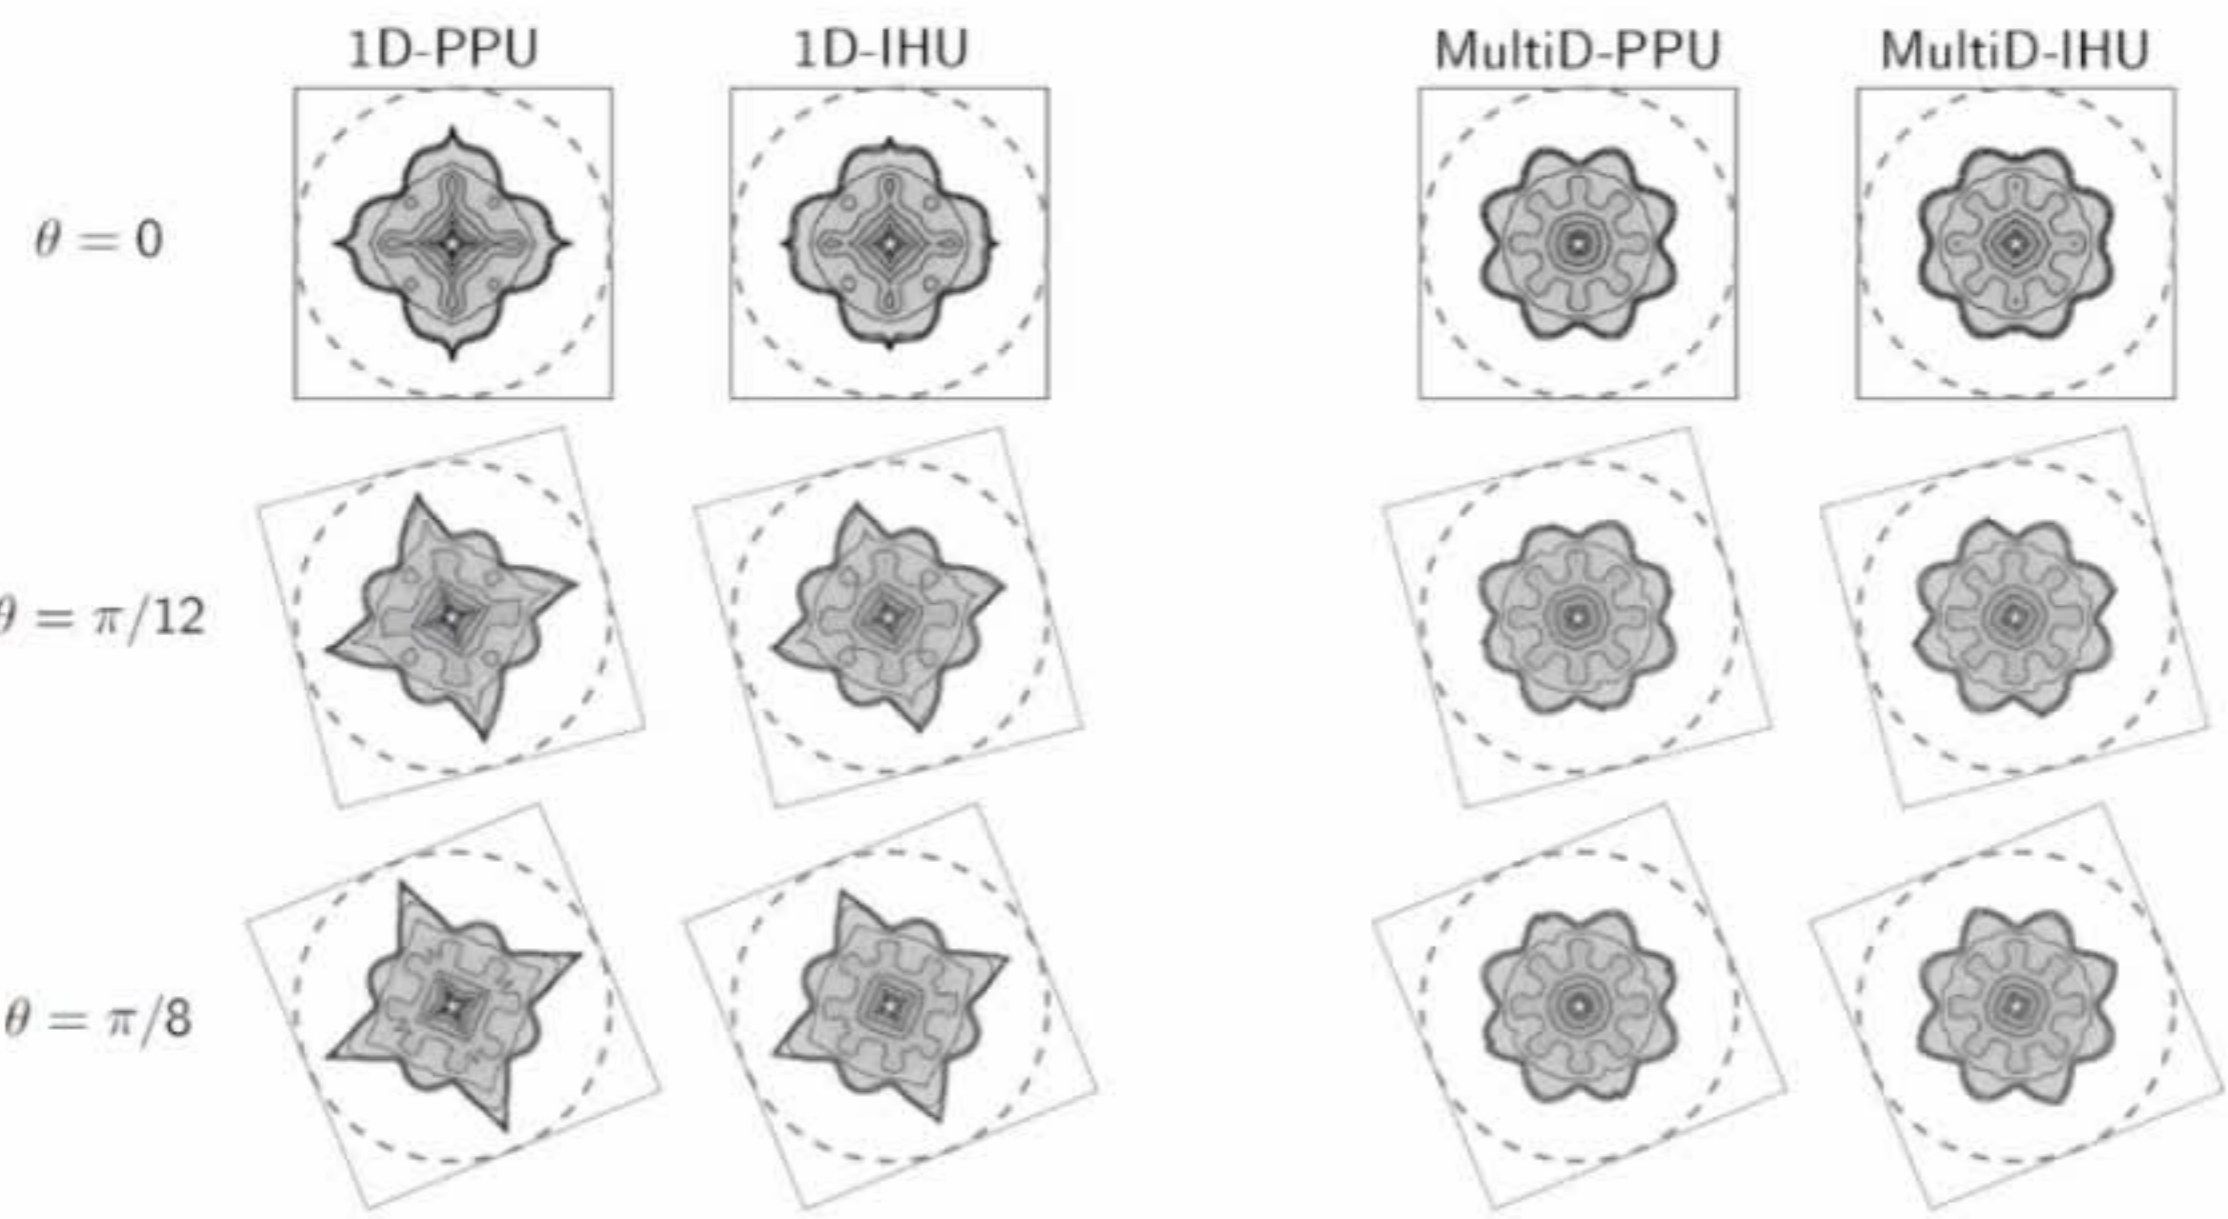 1D-PPU 1D-IHU MultiD-PPU MultiD-IHU
θ = 0
θ = π/12
θ = π/8